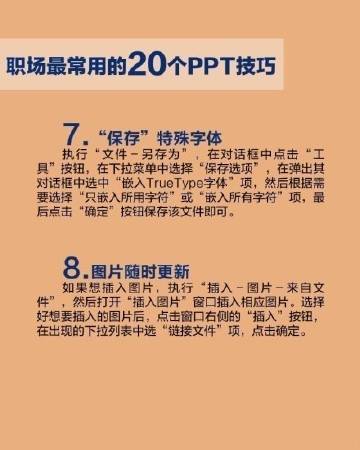 职场最常用的20个PPT技巧
7.“保存”特殊字体
执行“文件-另存为”,在对话框中点击“工
具”按钮,在下拉菜单中选择“保存选项”,在弹出其
对话框中选中“嵌入TrueType字体”项,然后根据需
要选择“只嵌入所用字符”或“嵌入所有字符”项,最
后点击“确定”按钮保存该文件即可。
8.图片随时更新
如果想插入图片,执行“插入-图片-来自文
件”,然后打开“插入图片”窗口插入相应图片。选择
好想要插入的图片后,点击窗口右侧的“插入”按钮,
在出现的下拉列表中选“链接文件”项,点击确定。